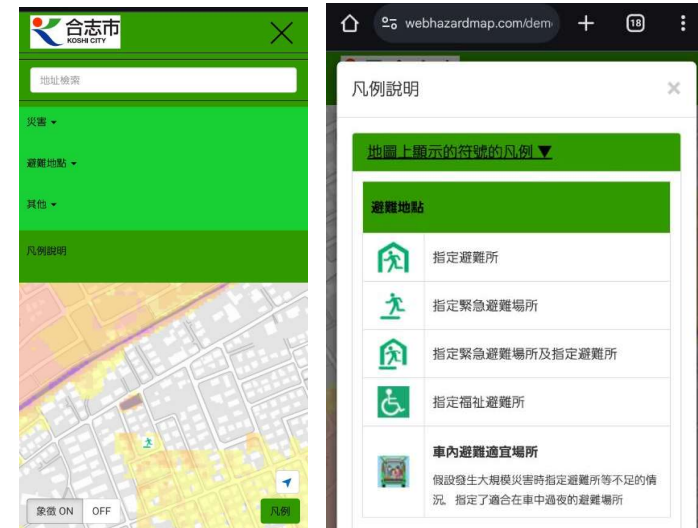 合志市
KOSHI CITY
地址檢索
災害
避難地點
其他
凡例説明
象徵 ON OFF
凡例
webhazardmap.com/dem
18
凡例説明
地圖上顯示的符號的凡例 ▼
避難地點
指定避難所
指定緊急避難場所
指定緊急避難場所及指定避難所
指定福祉避難所
車內避難適宜場所
假設發生大規模災害時指定避難所等不足的情
況，指定了適合在車中過夜的避難場所